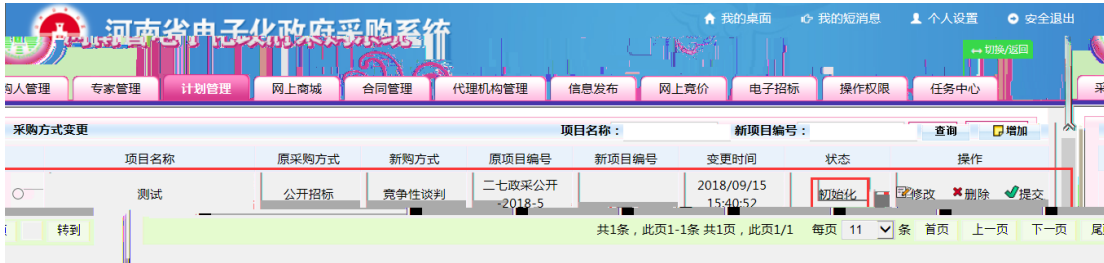 河南省电子化政府采购系统
我的桌面 我的短消息 个人设置 安全退出
切换/返回
购人管理 专家管理 计划管理 网上商城 合同管理 代理机构管理 信息发布 网上竞价 电子招标 操作权限 任务中心 采
采购方式变更 项目名称: 新项目编号: 查询 增加
项目名称 原采购方式 新购方式 原项目编号 新项目编号 变更时间 状态 操作
测试 公开招标 竞争性谈判 二七政采公开 2018/09/15 初始化 修改 删除 提交
-2018-5 15:40:52
转到 共1条,此页1-1条 共1页,此页1/1 每页 11 条 首页 上一页 下一页 尾